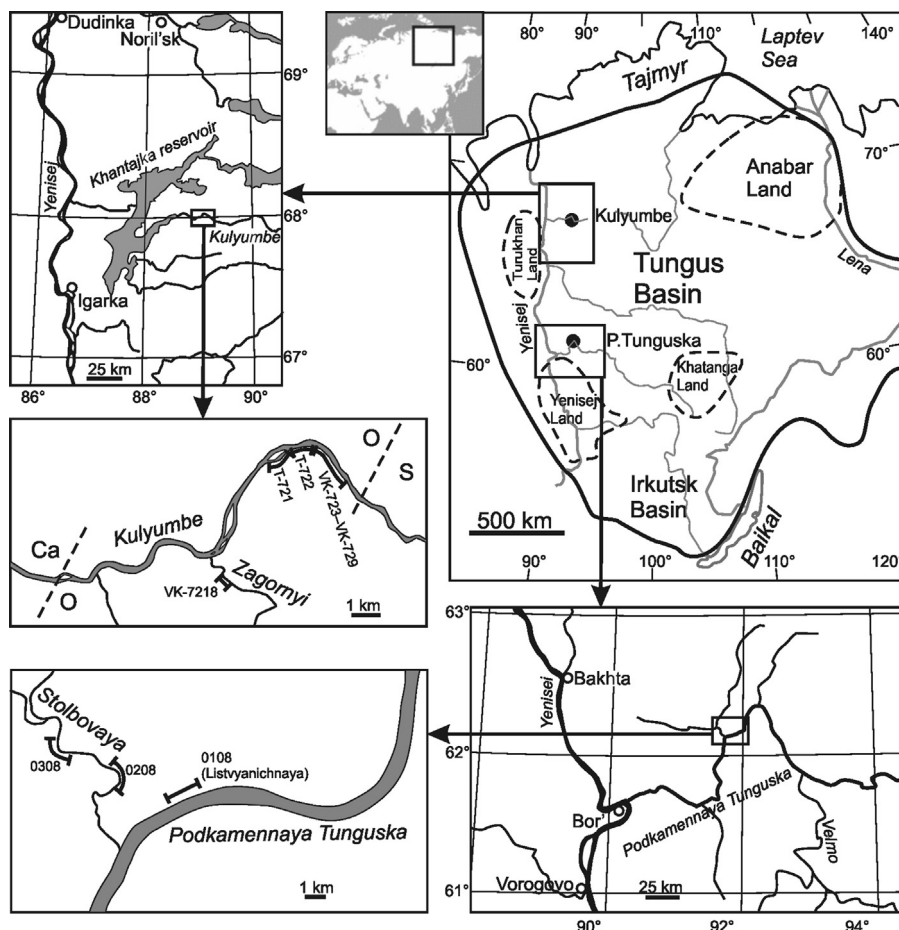 Dudinka
Noril'sk
69°
Khantajka reservoir
Yenisej
68°
Kulyumbe
Igarka
67°
25 km
86°
88°
90°
80°
90°
100°
110°
120°
140°
Laptev
Sea
Tajmyr
70°
Anabar
Land
Kulyumbe
Turukhan
Land
Tungus
Basin
Lena
Yenisej
60°
P.Tunguska
60°
Khatanga
Land
Yenisej
Land
Irkutsk
Basin
500 km
Baikal
90°
100°
110°
120
O
S
T-721
T-722
VK-723–VK-729
Kulyumbe
Ca
O
Zagornyi
VK-7218
1 km
63°
Bakhta
Yenisei
62°
Podkamennaya Tunguska
Bor'
Velmo
Vorogovo
25 km
61°
90°
92°
94°
Stolbovaya
0308
0208
0108
(Listvyanichnaya)
Podkamennaya Tunguska
1 km